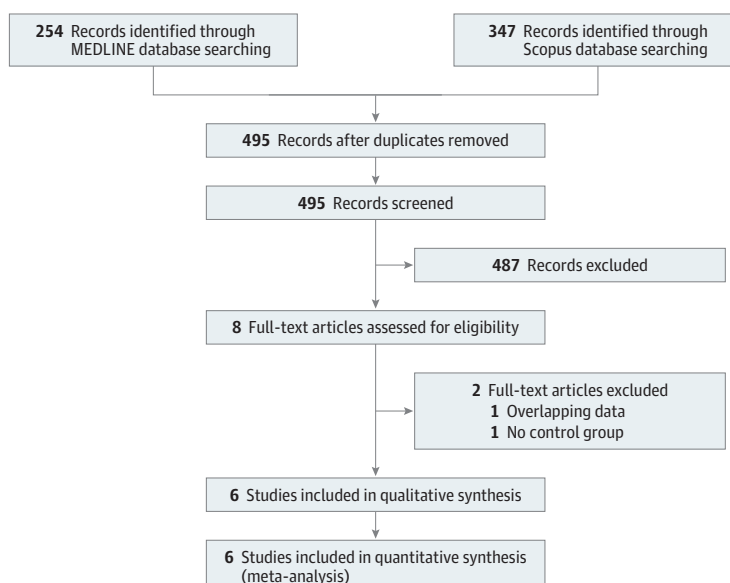 254 Records identified through
MEDLINE database searching
347 Records identified through
Scopus database searching
495 Records after duplicates removed
495 Records screened
487 Records excluded
8 Full-text articles assessed for eligibility
2 Full-text articles excluded
1 Overlapping data
1 No control group
6 Studies included in qualitative synthesis
6 Studies included in quantitative synthesis
(meta-analysis)